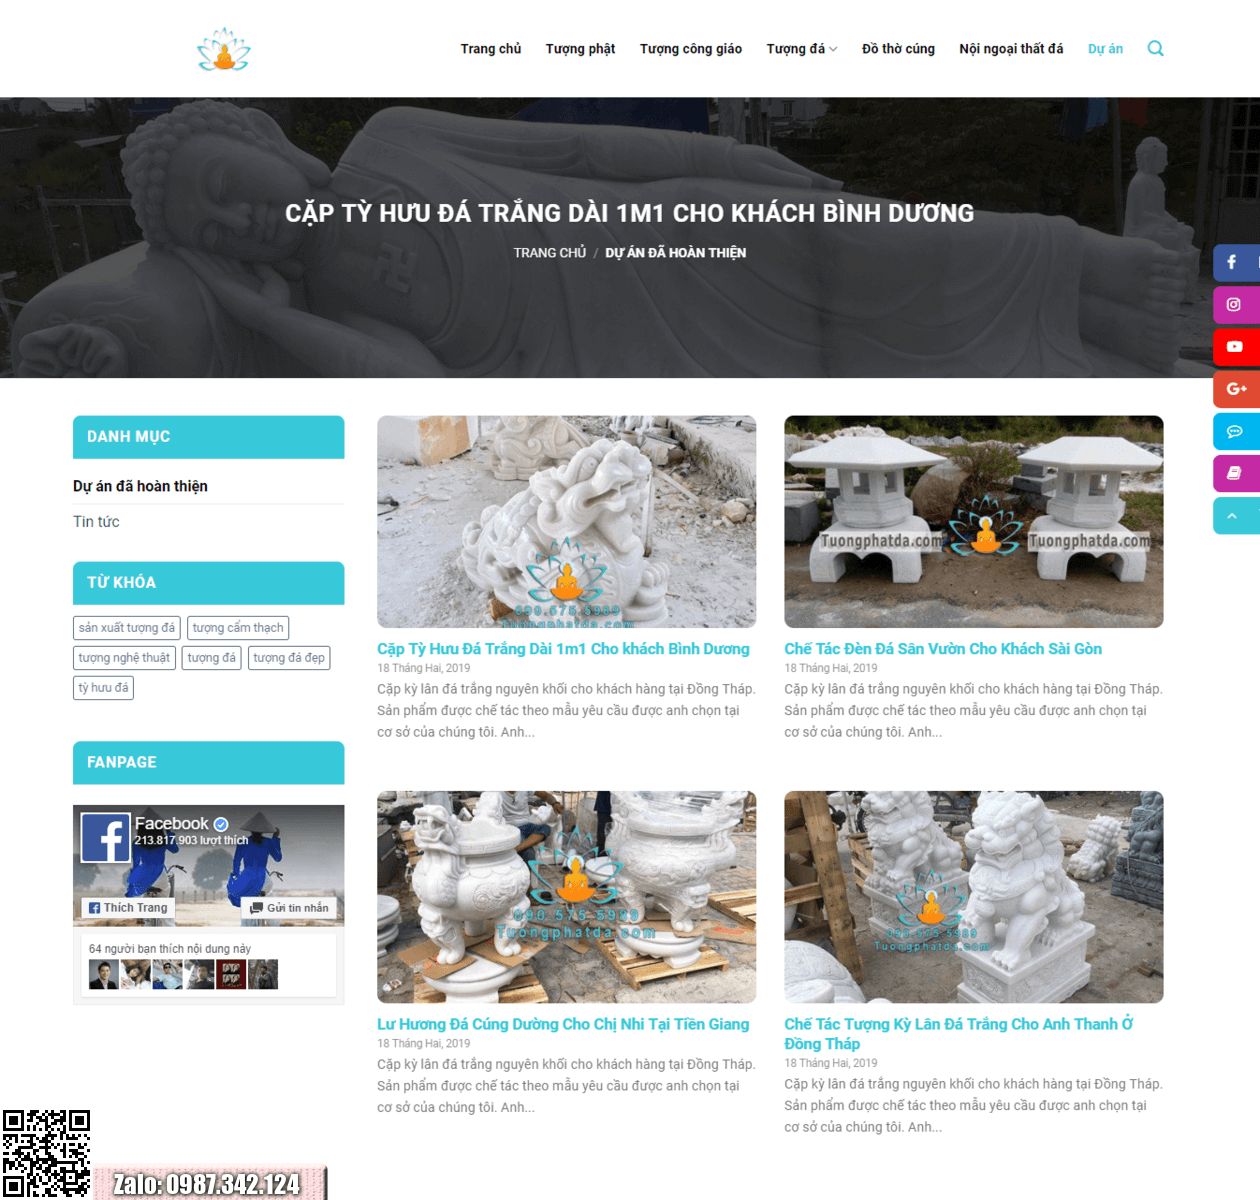 Trang chủ
Tượng phật
Tượng công giáo
Tượng đá
Đồ thờ cúng
Nội ngoại thất đá
Dự án
CẶP TỲ HƯU ĐÁ TRẮNG DÀI 1M1 CHO KHÁCH BÌNH DƯƠNG
TRANG CHỦ / DỰ ÁN ĐÃ HOÀN THIỆN
DANH MỤC
Dự án đã hoàn thiện
Tin tức
TỪ KHÓA
sản xuất tượng đá
tượng cẩm thạch
tượng nghệ thuật
tượng đá
tượng đá đẹp
tỳ hưu đá
FANPAGE
Facebook
213.817.903 lượt thích
Thích Trang
Gửi tin nhắn
64 người bạn thích nội dung này
090.575.5989
Tuongphatda.com
Cặp Tỳ Hưu Đá Trắng Dài 1m1 Cho khách Bình Dương
18 Tháng Hai, 2019
Cặp kỳ lân đá trắng nguyên khối cho khách hàng tại Đồng Tháp.
Sản phẩm được chế tác theo mẫu yêu cầu được anh chọn tại
cơ sở của chúng tôi. Anh...
Tuongphatda.com
Tuongphatda.com
Chế Tác Đèn Đá Sân Vườn Cho Khách Sài Gòn
18 Tháng Hai, 2019
Cặp kỳ lân đá trắng nguyên khối cho khách hàng tại Đồng Tháp.
Sản phẩm được chế tác theo mẫu yêu cầu được anh chọn tại
cơ sở của chúng tôi. Anh...
090.575.5989
Tuongphatda.com
Lư Hương Đá Cúng Dường Cho Chị Nhi Tại Tiền Giang
18 Tháng Hai, 2019
Cặp kỳ lân đá trắng nguyên khối cho khách hàng tại Đồng Tháp.
Sản phẩm được chế tác theo mẫu yêu cầu được anh chọn tại
cơ sở của chúng tôi. Anh...
090.575.5989
Tuongphatda.com
Chế Tác Tượng Kỳ Lân Đá Trắng Cho Anh Thanh Ở
Đồng Tháp
18 Tháng Hai, 2019
Cặp kỳ lân đá trắng nguyên khối cho khách hàng tại Đồng Tháp.
Sản phẩm được chế tác theo mẫu yêu cầu được anh chọn tại
cơ sở của chúng tôi. Anh...
Zalo: 0987.342.124